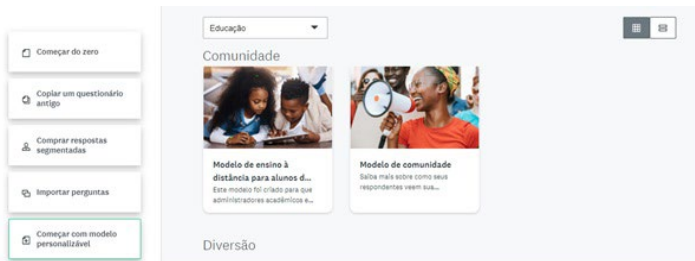 Começar do zero
Copiar um questionário
antigo
Comprar respostas
segmentadas
Importar perguntas
Começar com modelo
personalizável
Educação
Comunidade
Modelo de ensino à
distância para alunos d...
Este modelo foi criado para que
administradores acadêmicos e...
Modelo de comunidade
Saiba mais sobre como seus
respondentes veem sua...
Diversão